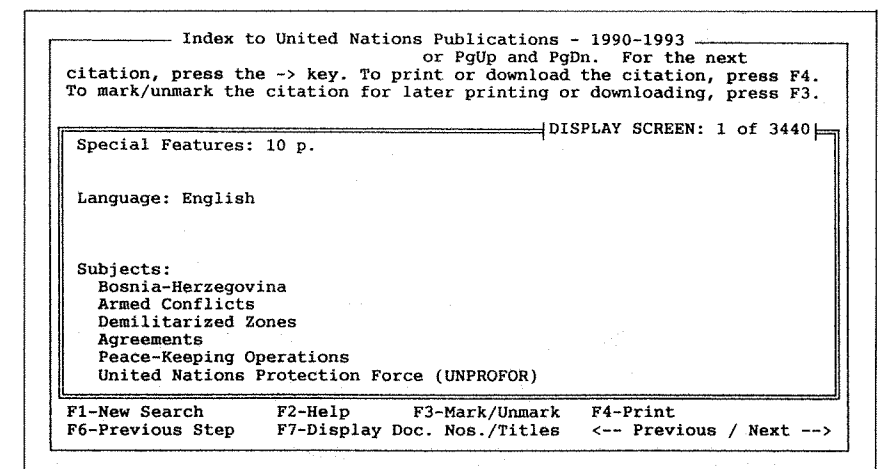 Index to United Nations Publications - 1990-1993
or PgUp and PgDn. For the next
citation, press the -> key. To print or download the citation, press F4.
To mark/unmark the citation for later printing or downloading, press F3.
DISPLAY SCREEN: 1 of 3440
Special Features: 10 p.
Language: English
Subjects:
Bosnia-Herzegovina
Armed Conflicts
Demilitarized Zones
Agreements
Peace-Keeping Operations
United Nations Protection Force (UNPROFOR)
F1-New Search F2-Help F3-Mark/Unmark F4-Print
F6-Previous Step F7-Display Doc. Nos./Titles <-- Previous / Next -->